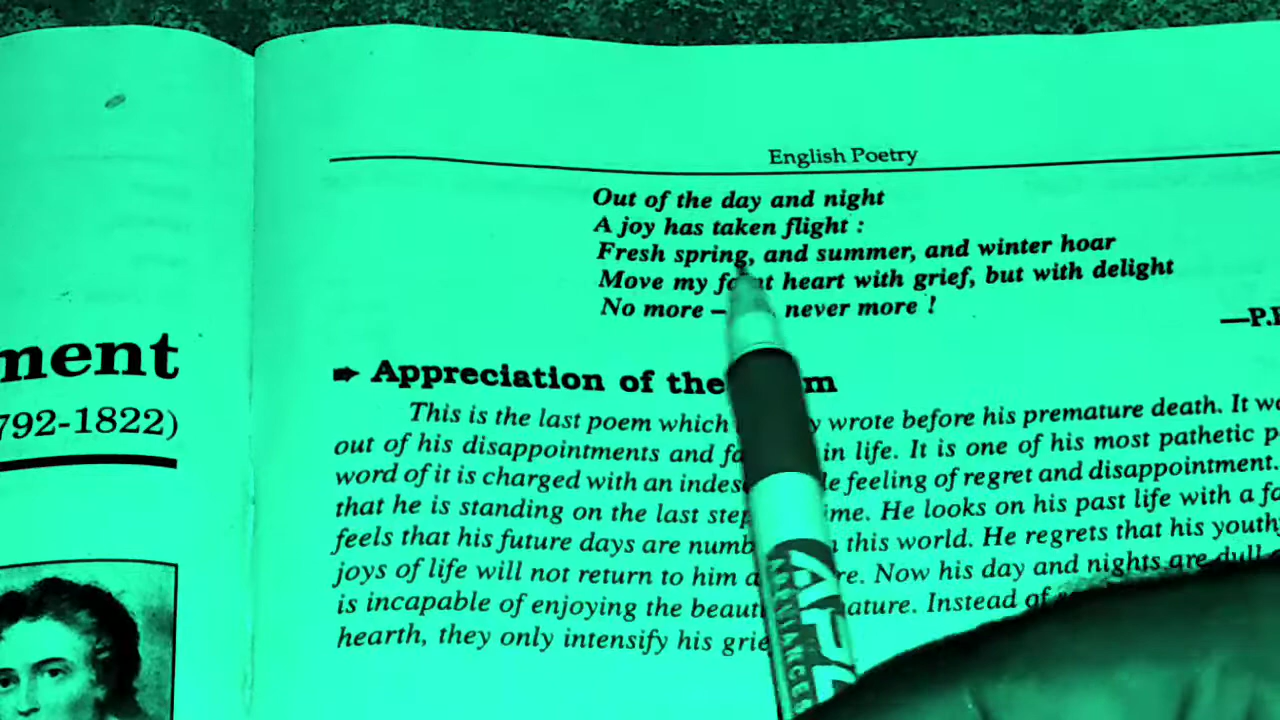 English Poetry
Out of the day and night
A joy has taken flight :
Fresh spring, and summer, and winter hoar
Move my heart with grief, but with delight
No more – never more !
—P.
ment
792-1822)
Appreciation of the
This is the last poem which wrote before his premature death. It
out of his disappointments and in life. It is one of his most pathetic
word of it is charged with an feeling of regret and disappointment.
that he is standing on the last step He looks on his past life with a
feels that his future days are this world. He regrets that his
joys of life will not return to him Now his day and nights are dull
is incapable of enjoying the Instead of
hearth, they only intensify his